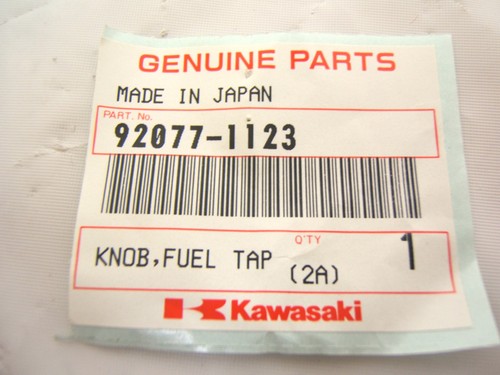 GENUINE PARTS
MADE IN JAPAN
PART. No.
92077-1123
KNOB,FUEL TAP (2A)
Q'TY
1
Kawasaki